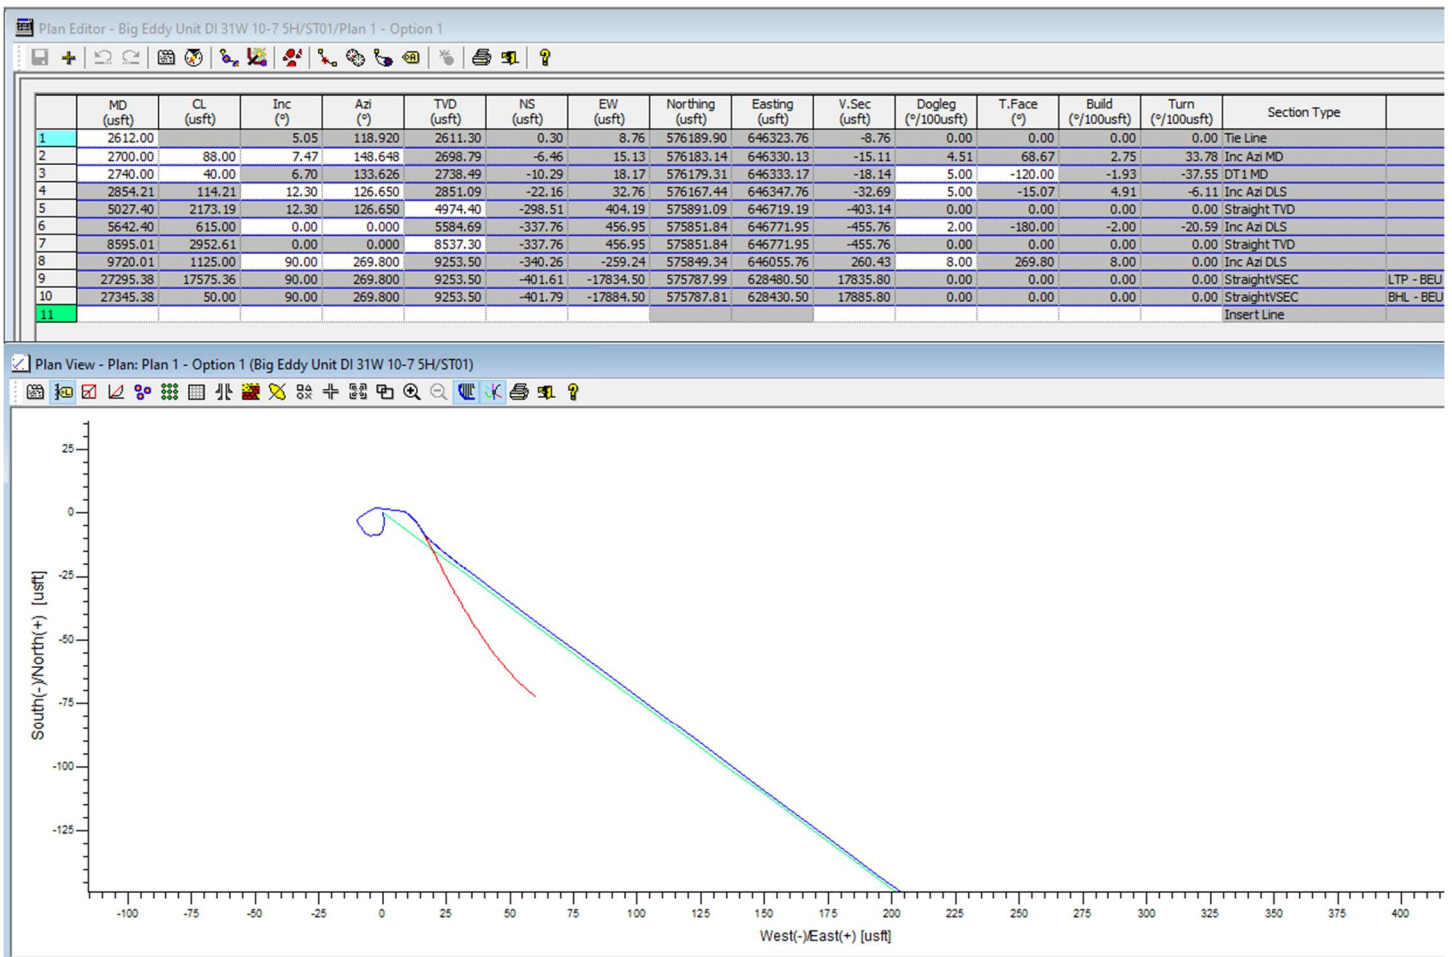 Plan Editor - Big Eddy Unit DI 31W 10-7 5H/ST01/Plan 1 - Option 1
MD (usft) CL (usft) Inc (°) Azi (°) TVD (usft) NS (usft) EW (usft) Northing (usft) Easting (usft) V.Sec (usft) Dogleg (°/100usft) T.Face (°) Build (°/100usft) Turn (°/100usft) Section Type
1 2612.00 5.05 118.920 2611.30 0.30 8.76 576189.90 646323.76 -8.76 0.00 0.00 0.00 0.00 Tie Line
2 2700.00 88.00 7.47 148.648 2698.79 -6.46 15.13 576183.14 646330.13 -15.11 4.51 68.67 2.75 33.78 Inc Azi MD
3 2740.00 40.00 6.70 133.626 2738.49 -10.29 18.17 576179.31 646333.17 -18.14 5.00 -120.00 -1.93 -37.55 DT1 MD
4 2854.21 114.21 12.30 126.650 2851.09 -22.16 32.76 576167.44 646347.76 -32.69 5.00 -15.07 4.91 -6.11 Inc Azi DLS
5 5027.40 2173.19 12.30 126.650 4974.40 -298.51 404.19 575891.09 646719.19 -403.14 0.00 0.00 0.00 0.00 Straight TVD
6 5642.40 615.00 0.00 0.000 5584.69 -337.76 456.95 575851.84 646771.95 -455.76 2.00 -180.00 -2.00 -20.59 Inc Azi DLS
7 8595.01 2952.61 0.00 0.000 8537.30 -337.76 456.95 575851.84 646771.95 -455.76 0.00 0.00 0.00 0.00 Straight TVD
8 9720.01 1125.00 90.00 269.800 9253.50 -340.26 -259.24 575849.34 646055.76 260.43 8.00 269.80 8.00 0.00 Inc Azi DLS
9 27295.38 17575.36 90.00 269.800 9253.50 -401.61 -17834.50 575787.99 628480.50 17835.80 0.00 0.00 0.00 0.00 StraightVSEC LTP - BEU
10 27345.38 50.00 90.00 269.800 9253.50 -401.79 -17884.50 575787.81 628430.50 17885.80 0.00 0.00 0.00 0.00 StraightVSEC BHL - BEU
11 Insert Line
Plan View - Plan: Plan 1 - Option 1 (Big Eddy Unit DI 31W 10-7 5H/ST01)
25
0
-25
-50
-75
-100
-125
South(-)/North(+) [usft]
-100 -75 -50 -25 0 25 50 75 100 125 150 175 200 225 250 275 300 325 350 375 400
West(-)/East(+) [usft]